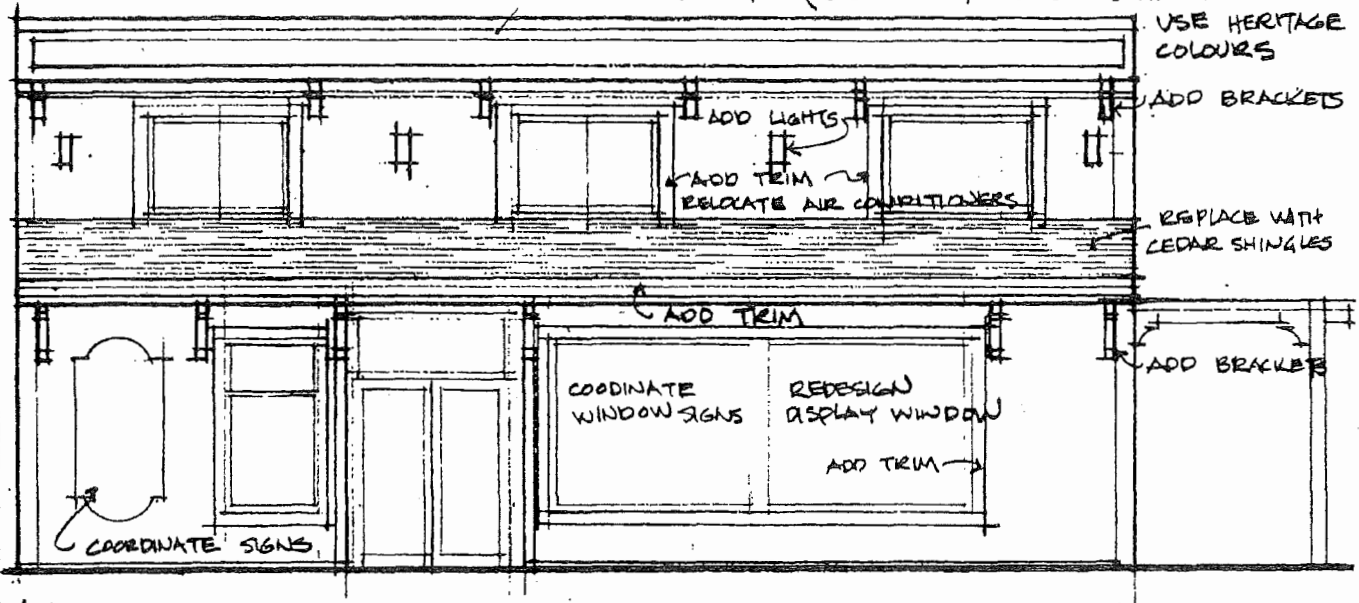 USE HERITAGE
COLOURS
ADD BRACKETS
ADD LIGHTS
ADD TRIM
RELOCATE AIR CONDITIONERS
REPLACE WITH
CEDAR SHINGLES
ADD TRIM
ADD BRACKETS
COODINATE
WINDOW SIGNS
REDESIGN
DISPLAY WINDOW
ADD TRIM
COORDINATE SIGNS